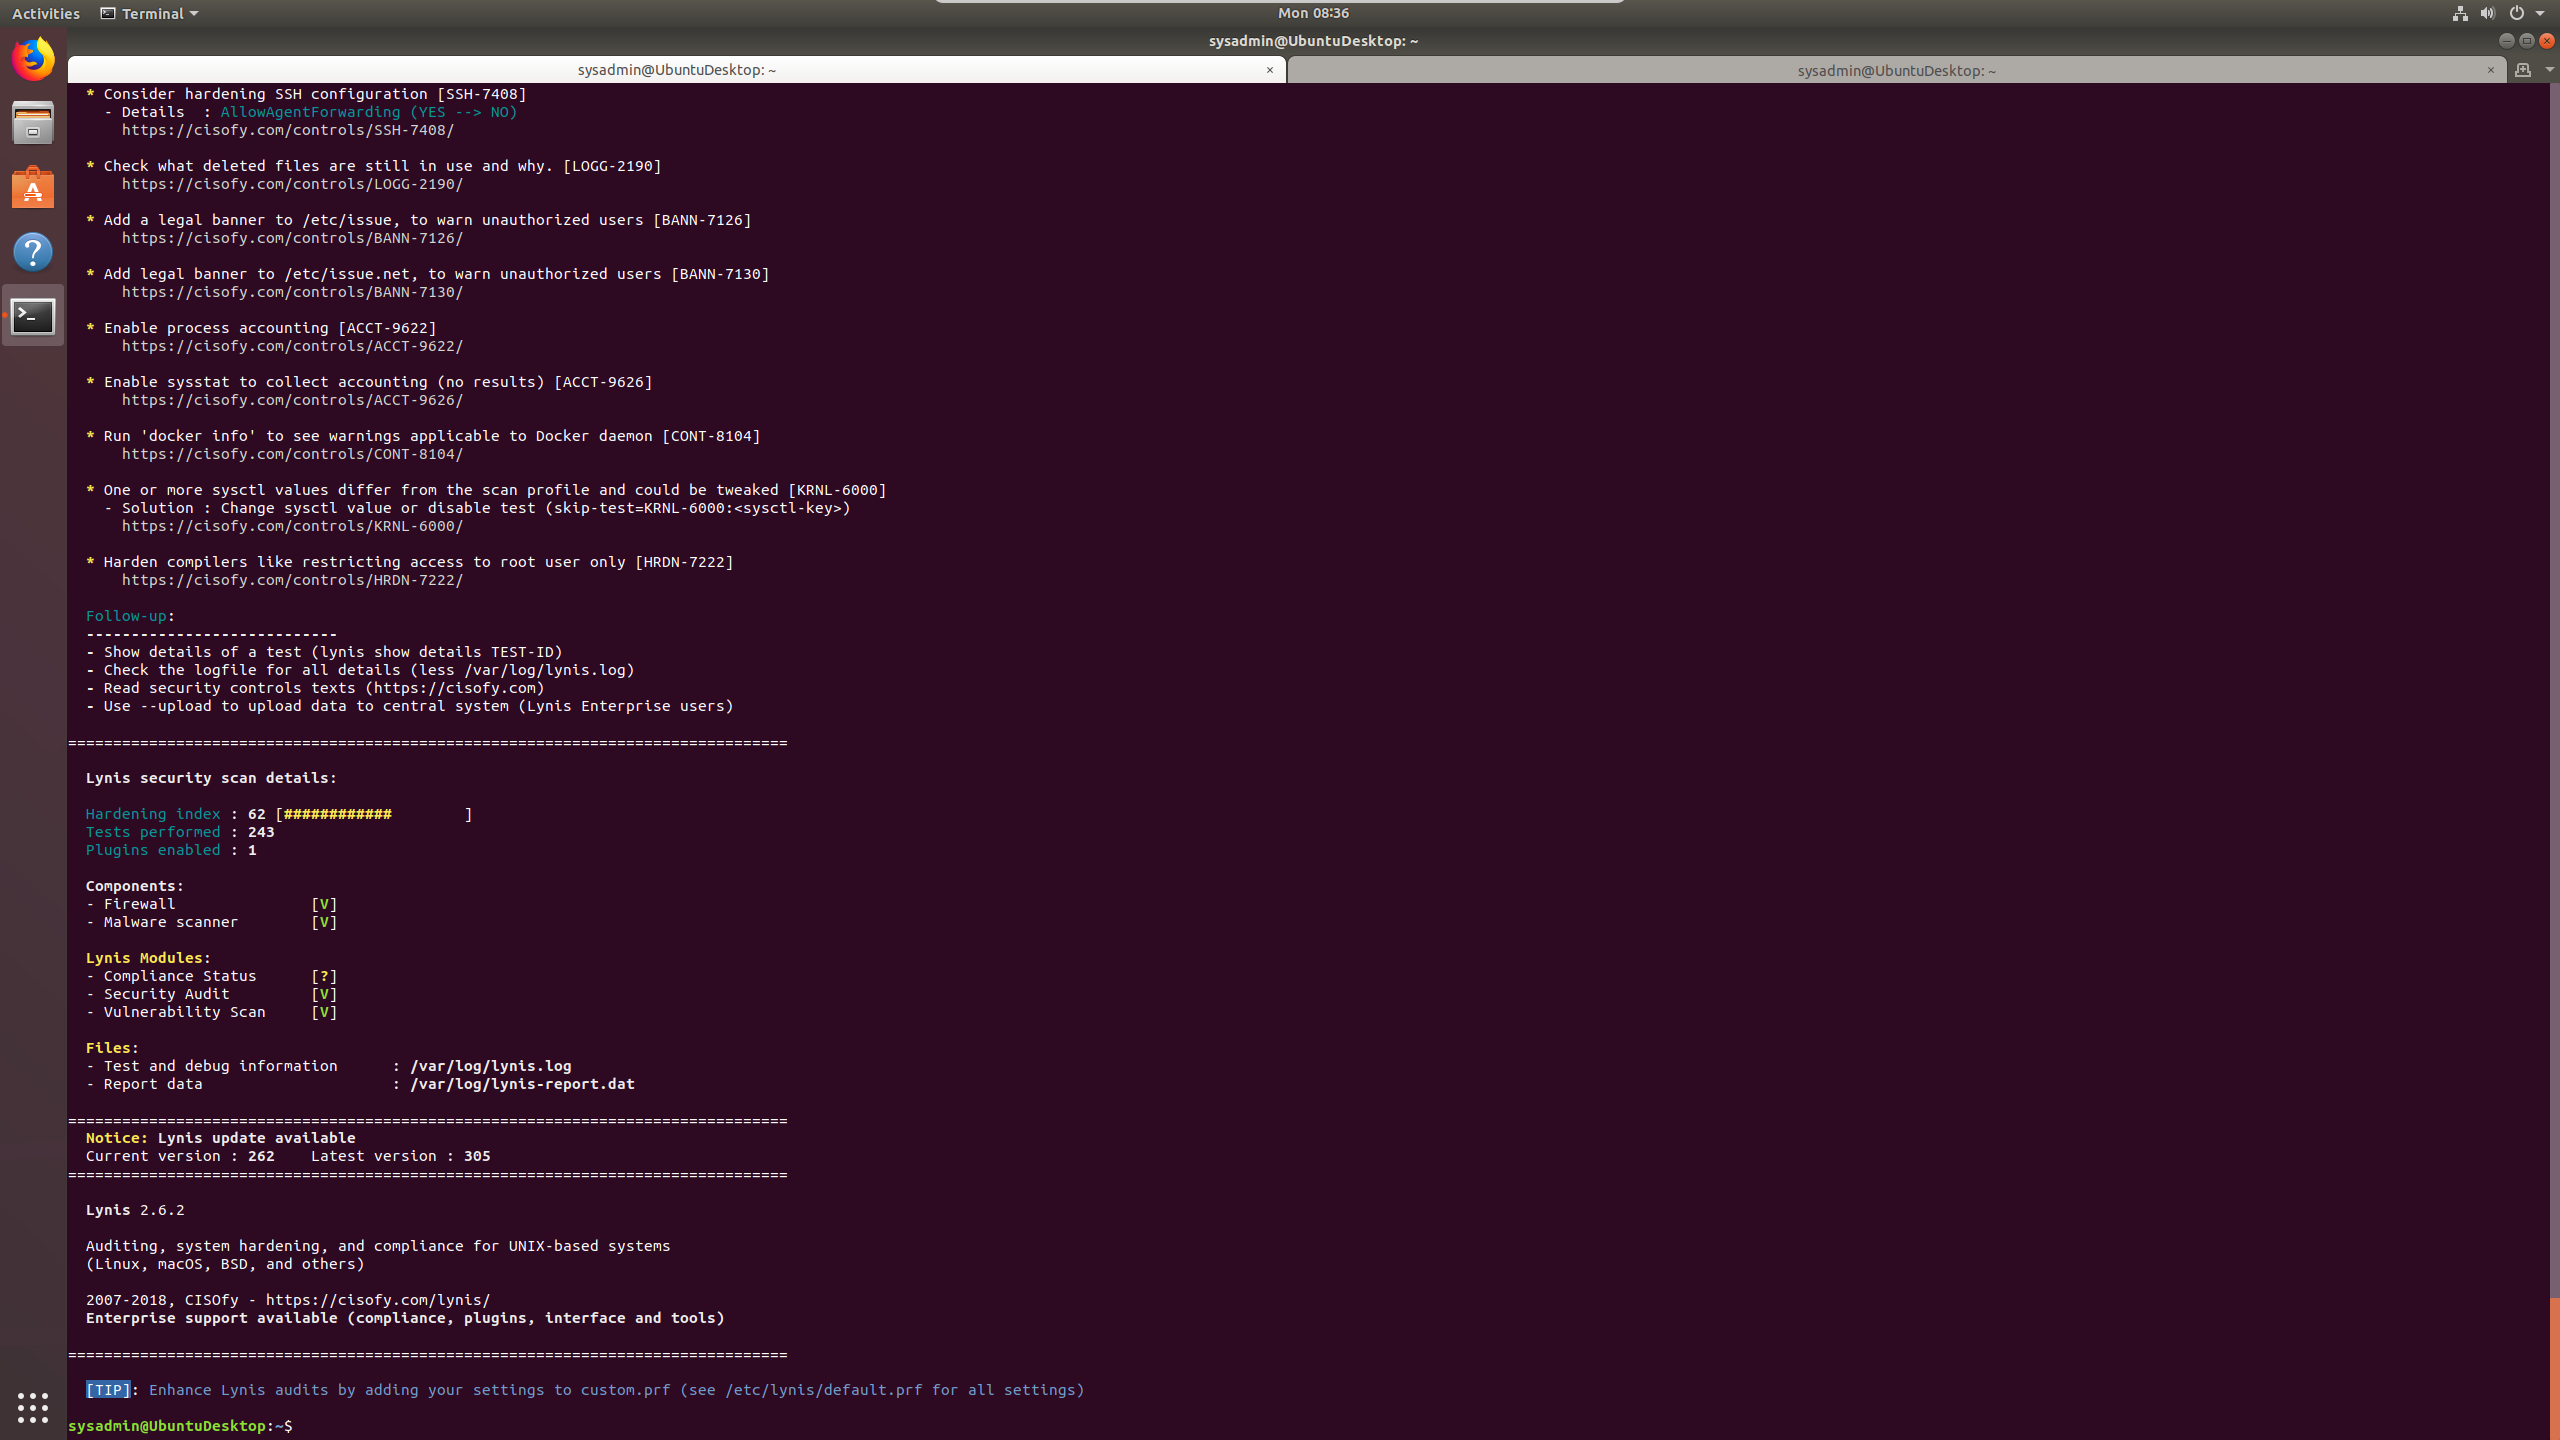 Activities Terminal Mon 08:36
sysadmin@UbuntuDesktop: ~
sysadmin@UbuntuDesktop: ~ × sysadmin@UbuntuDesktop: ~ ×
* Consider hardening SSH configuration [SSH-7408]
- Details : AllowAgentForwarding (YES --> NO)
https://cisofy.com/controls/SSH-7408/
* Check what deleted files are still in use and why. [LOGG-2190]
https://cisofy.com/controls/LOGG-2190/
* Add a legal banner to /etc/issue, to warn unauthorized users [BANN-7126]
https://cisofy.com/controls/BANN-7126/
* Add legal banner to /etc/issue.net, to warn unauthorized users [BANN-7130]
https://cisofy.com/controls/BANN-7130/
* Enable process accounting [ACCT-9622]
https://cisofy.com/controls/ACCT-9622/
* Enable sysstat to collect accounting (no results) [ACCT-9626]
https://cisofy.com/controls/ACCT-9626/
* Run 'docker info' to see warnings applicable to Docker daemon [CONT-8104]
https://cisofy.com/controls/CONT-8104/
* One or more sysctl values differ from the scan profile and could be tweaked [KRNL-6000]
- Solution : Change sysctl value or disable test (skip-test=KRNL-6000:<sysctl-key>)
https://cisofy.com/controls/KRNL-6000/
* Harden compilers like restricting access to root user only [HRDN-7222]
https://cisofy.com/controls/HRDN-7222/
Follow-up:
----------------------------
- Show details of a test (lynis show details TEST-ID)
- Check the logfile for all details (less /var/log/lynis.log)
- Read security controls texts (https://cisofy.com)
- Use --upload to upload data to central system (Lynis Enterprise users)
================================================================================
Lynis security scan details:
Hardening index : 62 [############        ]
Tests performed : 243
Plugins enabled : 1
Components:
- Firewall [V]
- Malware scanner [V]
Lynis Modules:
- Compliance Status [?]
- Security Audit [V]
- Vulnerability Scan [V]
Files:
- Test and debug information : /var/log/lynis.log
- Report data : /var/log/lynis-report.dat
================================================================================
Notice: Lynis update available
Current version : 262 Latest version : 305
================================================================================
Lynis 2.6.2
Auditing, system hardening, and compliance for UNIX-based systems
(Linux, macOS, BSD, and others)
2007-2018, CISOfy - https://cisofy.com/lynis/
Enterprise support available (compliance, plugins, interface and tools)
================================================================================
[TIP]: Enhance Lynis audits by adding your settings to custom.prf (see /etc/lynis/default.prf for all settings)
sysadmin@UbuntuDesktop:~$